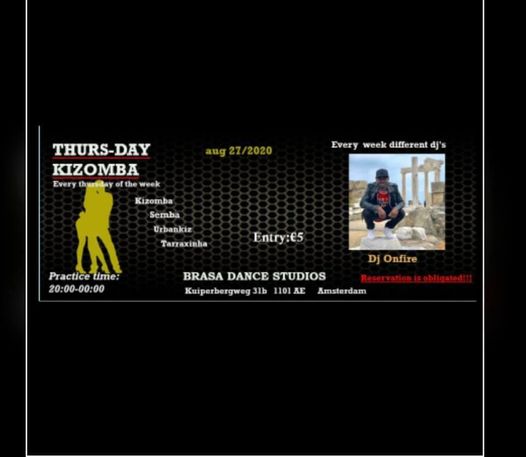 THURS-DAY
KIZOMBA
Every thursday of the week
aug 27/2020
Every week different dj's
Kizomba
Semba
Urbankiz
Tarraxinha
Entry:€5
Dj Onfire
Practice time:
20:00-00:00
BRASA DANCE STUDIOS
Kuiperbergweg 31b 1101 AE Amsterdam
Reservation is obligated!!!